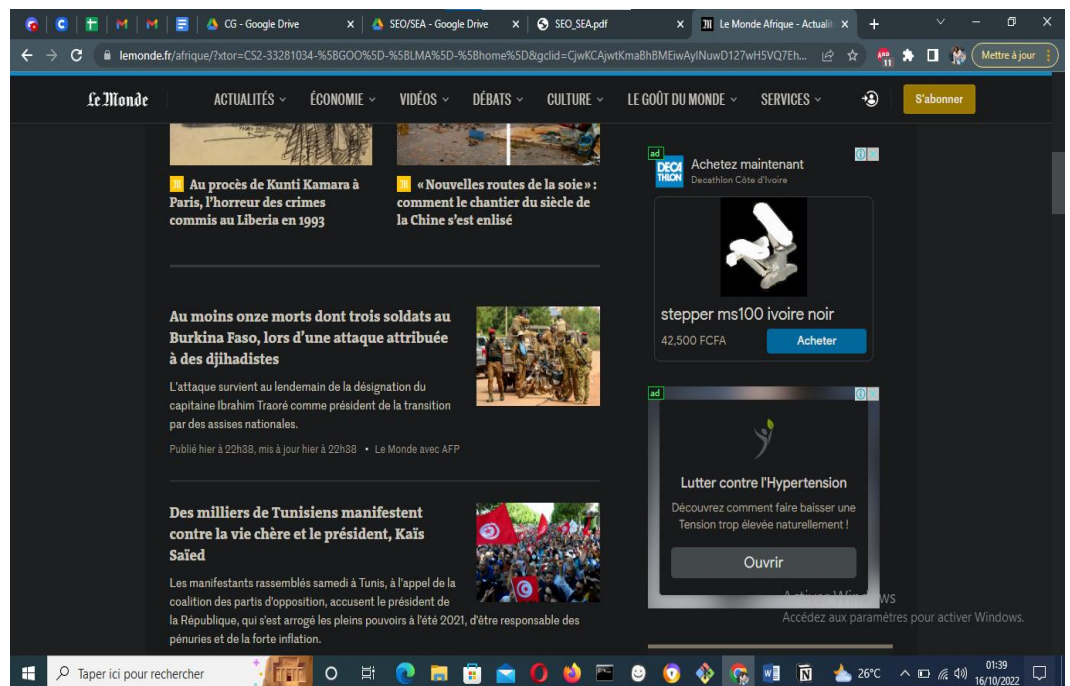 CG - Google Drive
SEO/SEA - Google Drive
SEO_SEA.pdf
Le Monde Afrique - Actualit
lemonde.fr/afrique/?xtor=CS2-33281034-%5BGOO%5D-%5BLMA%5D-%5Bhome%5D&gclid=CjwKCAjwtKmaBhBMEiwAyINuwD127wH5VQ7Eh...
11
Mettre à jour
Le Monde
ACTUALITÉS
ÉCONOMIE
VIDÉOS
DÉBATS
CULTURE
LE GOÛT DU MONDE
SERVICES
S'abonner
Au procès de Kunti Kamara à
Paris, l'horreur des crimes
commis au Liberia en 1993
« Nouvelles routes de la soie » :
comment le chantier du siècle de
la Chine s'est enlisé
Au moins onze morts dont trois soldats au
Burkina Faso, lors d'une attaque attribuée
à des djihadistes
L'attaque survient au lendemain de la désignation du
capitaine Ibrahim Traoré comme président de la transition
par des assises nationales.
Publié hier à 22h38, mis à jour hier à 22h38 • Le Monde avec AFP
Des milliers de Tunisiens manifestent
contre la vie chère et le président, Kaïs
Saïed
Les manifestants rassemblés samedi à Tunis, à l'appel de la
coalition des partis d'opposition, accusent le président de
la République, qui s'est arrogé les pleins pouvoirs à l'été 2021, d'être responsable des
pénuries et de la forte inflation.
ad
DECATHLON
Achetez maintenant
Decathlon Côte d'Ivoire
stepper ms100 ivoire noir
42,500 FCFA
Acheter
ad
Lutter contre l'Hypertension
Découvrez comment faire baisser une
Tension trop élevée naturellement !
Ouvrir
Activer Windows
Accédez aux paramètres pour activer Windows.
Taper ici pour rechercher
26°C
01:39
16/10/2022